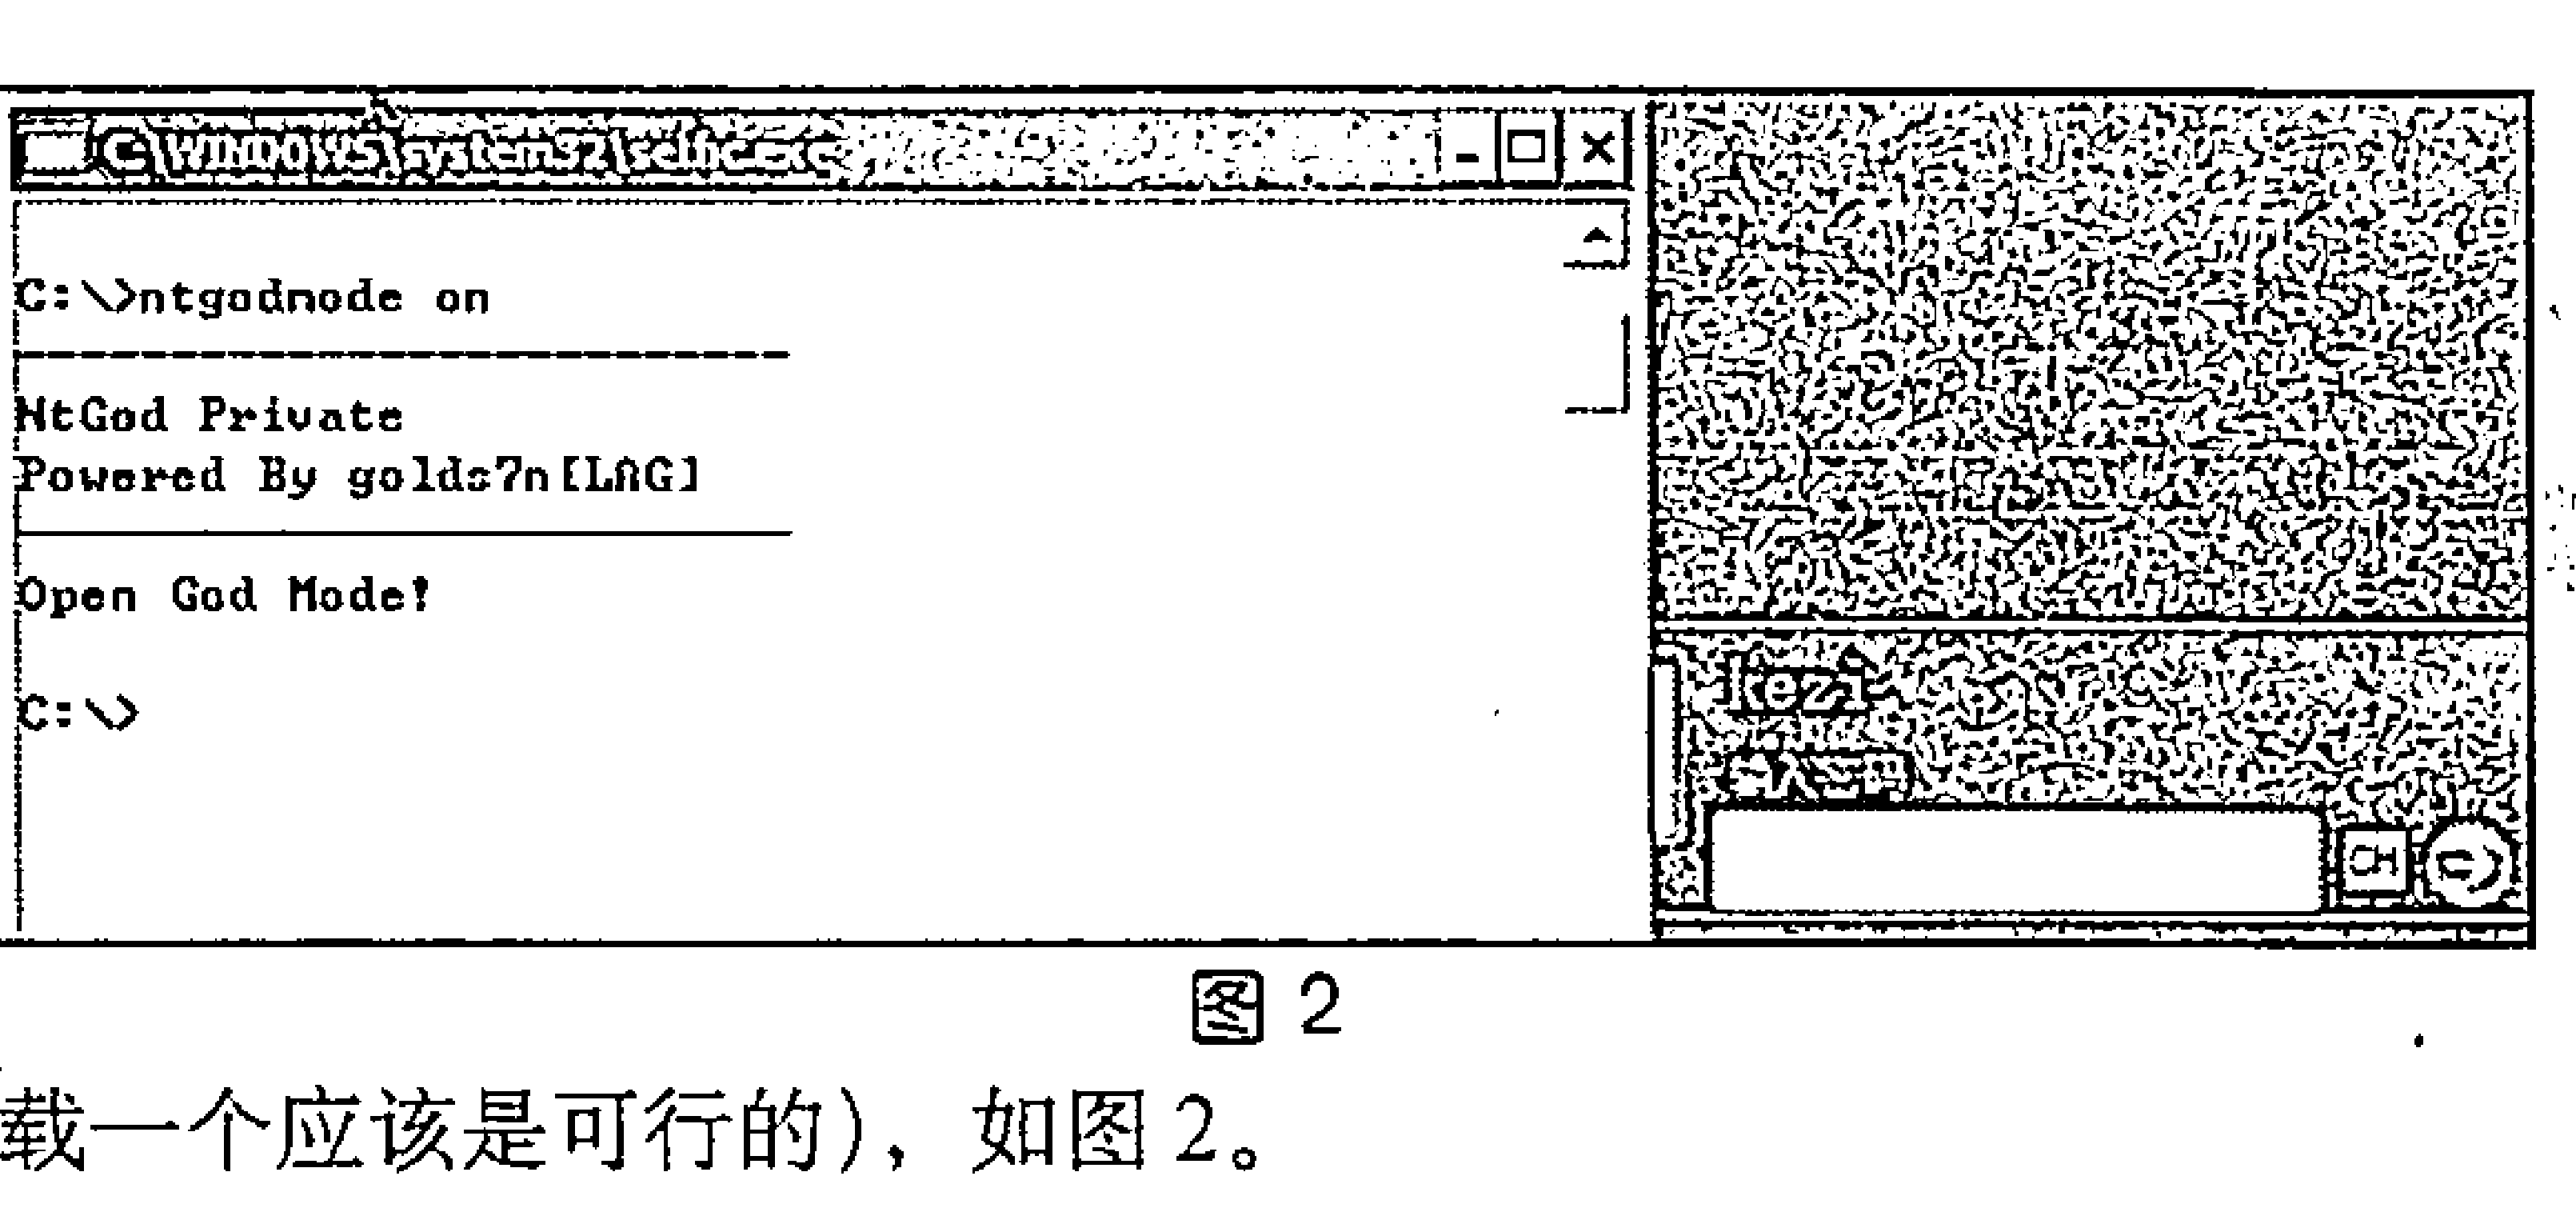 C:\>ntgodmode on
NtGod Private
Powered By golds7n[LAG]
Open God Mode!
C:\>
kezi
图 2
载一个应该是可行的)，如图 2。